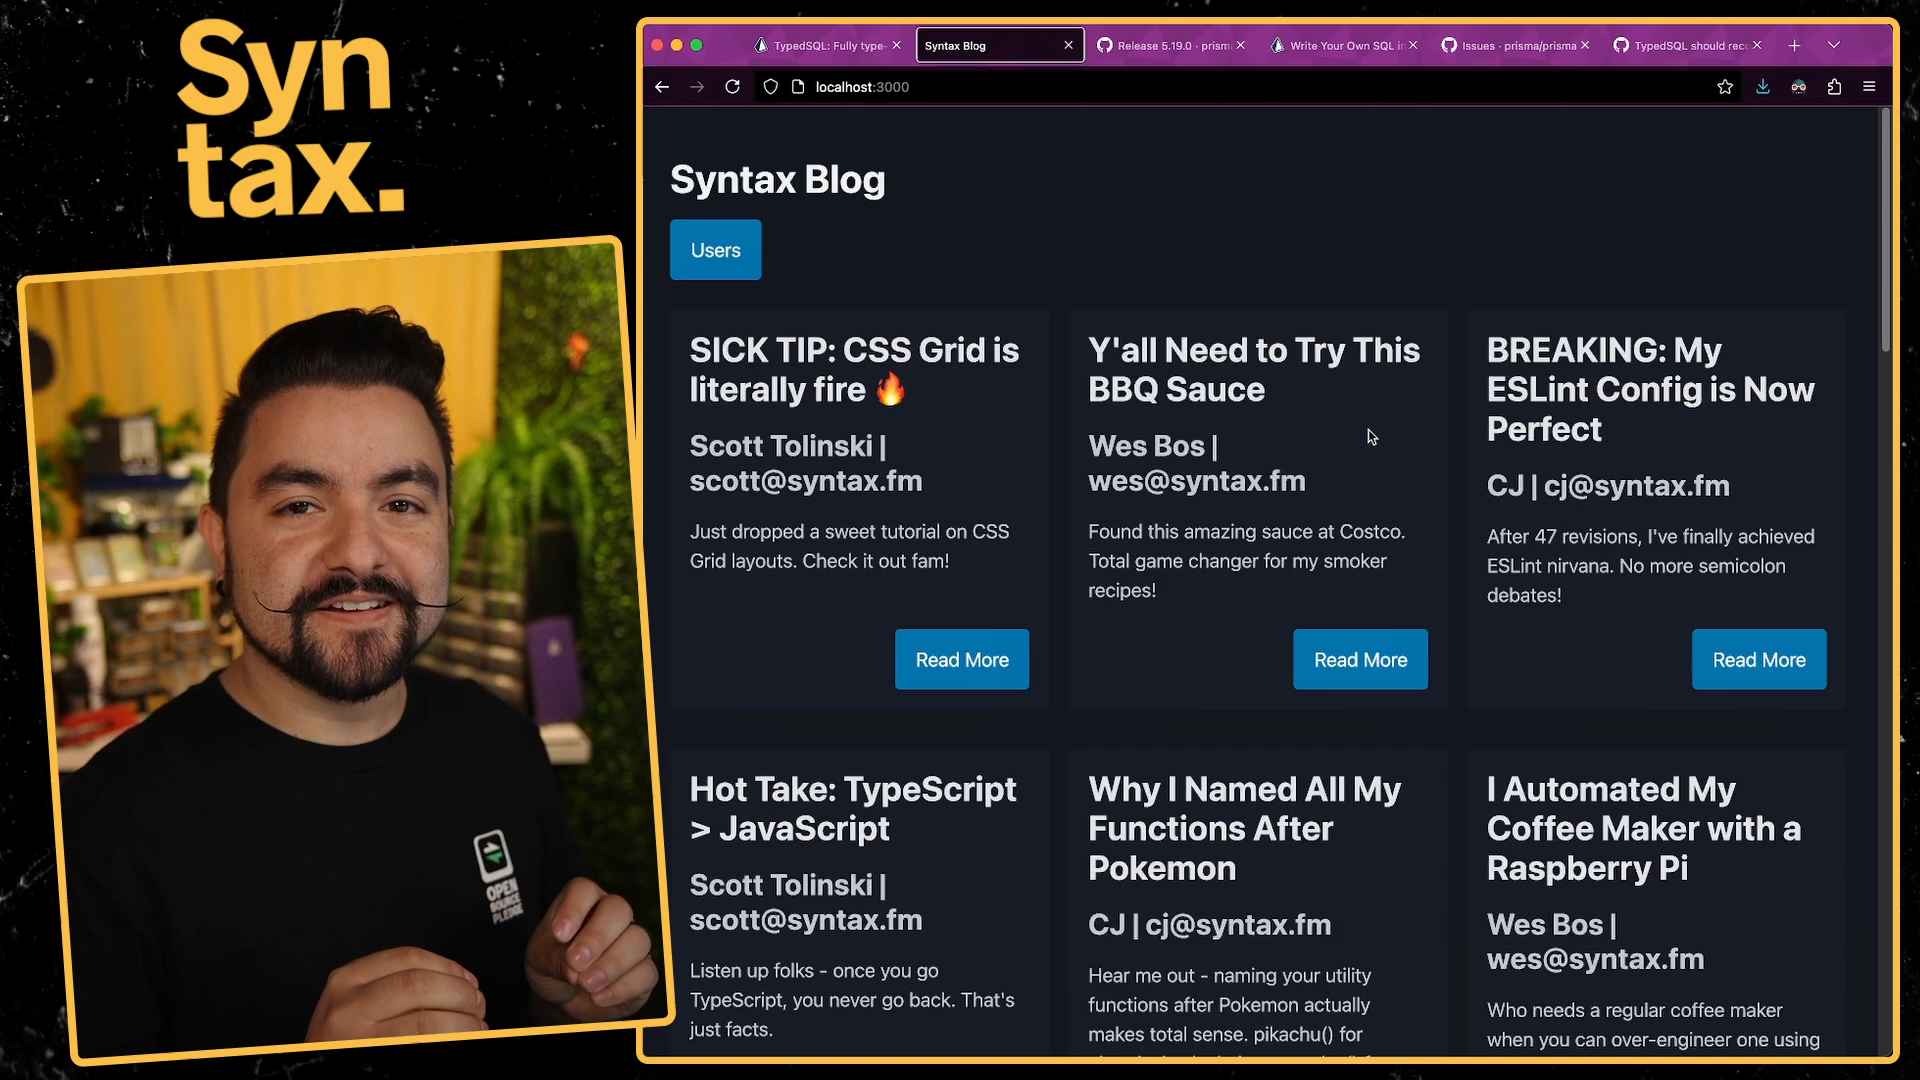 Syn
tax.
TypedSQL: Fully type-
Syntax Blog
Release 5.19.0 · prism
Write Your Own SQL i
Issues · prisma/prisma
TypedSQL should rec
localhost:3000
Syntax Blog
Users
SICK TIP: CSS Grid is
literally fire 🔥
Scott Tolinski |
scott@syntax.fm
Just dropped a sweet tutorial on CSS
Grid layouts. Check it out fam!
Read More
Y'all Need to Try This
BBQ Sauce
Wes Bos |
wes@syntax.fm
Found this amazing sauce at Costco.
Total game changer for my smoker
recipes!
Read More
BREAKING: My
ESLint Config is Now
Perfect
CJ | cj@syntax.fm
After 47 revisions, I've finally achieved
ESLint nirvana. No more semicolon
debates!
Read More
Hot Take: TypeScript
> JavaScript
Scott Tolinski |
scott@syntax.fm
Listen up folks - once you go
TypeScript, you never go back. That's
just facts.
Why I Named All My
Functions After
Pokemon
CJ | cj@syntax.fm
Hear me out - naming your utility
functions after Pokemon actually
makes total sense. pikachu() for
I Automated My
Coffee Maker with a
Raspberry Pi
Wes Bos |
wes@syntax.fm
Who needs a regular coffee maker
when you can over-engineer one using
OPEN
SOURCE
PLEDGE